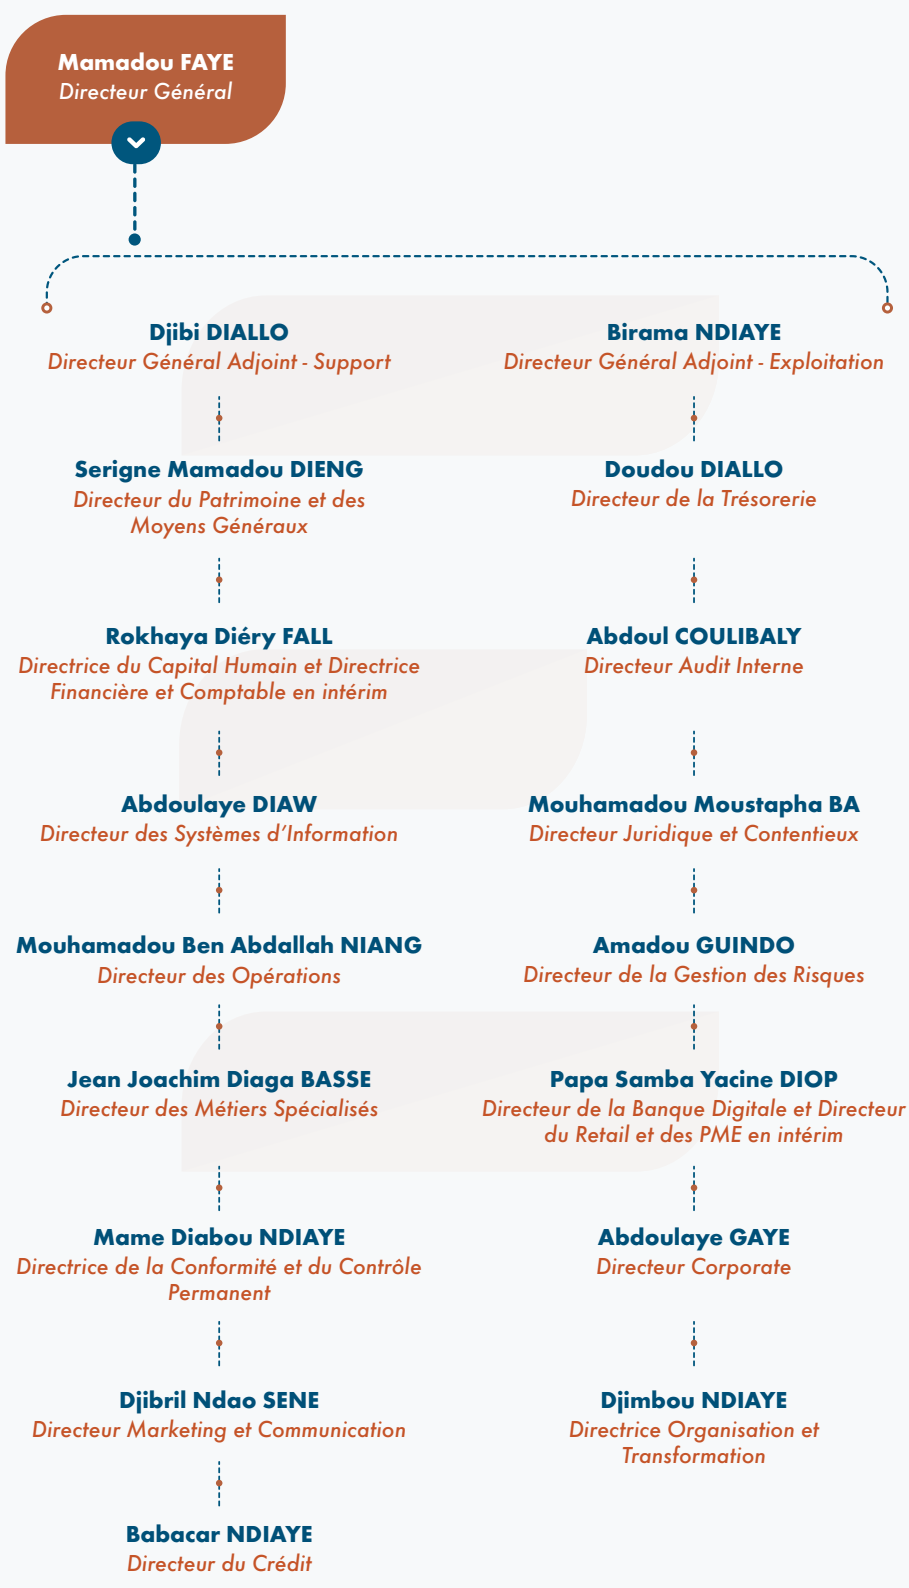 Mamadou FAYE
Directeur Général
Djibi DIALLO
Directeur Général Adjoint - Support
Serigne Mamadou DIENG
Directeur du Patrimoine et des
Moyens Généraux
Rokhaya Diéry FALL
Directrice du Capital Humain et Directrice
Financière et Comptable en intérim
Abdoulaye DIAW
Directeur des Systèmes d'Information
Mouhamadou Ben Abdallah NIANG
Directeur des Opérations
Jean Joachim Diaga BASSE
Directeur des Métiers Spécialisés
Mame Diabou NDIAYE
Directrice de la Conformité et du Contrôle
Permanent
Djibril Ndao SENE
Directeur Marketing et Communication
Babacar NDIAYE
Directeur du Crédit
Birama NDIAYE
Directeur Général Adjoint - Exploitation
Doudou DIALLO
Directeur de la Trésorerie
Abdoul COULIBALY
Directeur Audit Interne
Mouhamadou Moustapha BA
Directeur Juridique et Contentieux
Amadou GUINDO
Directeur de la Gestion des Risques
Papa Samba Yacine DIOP
Directeur de la Banque Digitale et Directeur
du Retail et des PME en intérim
Abdoulaye GAYE
Directeur Corporate
Djimbou NDIAYE
Directrice Organisation et
Transformation